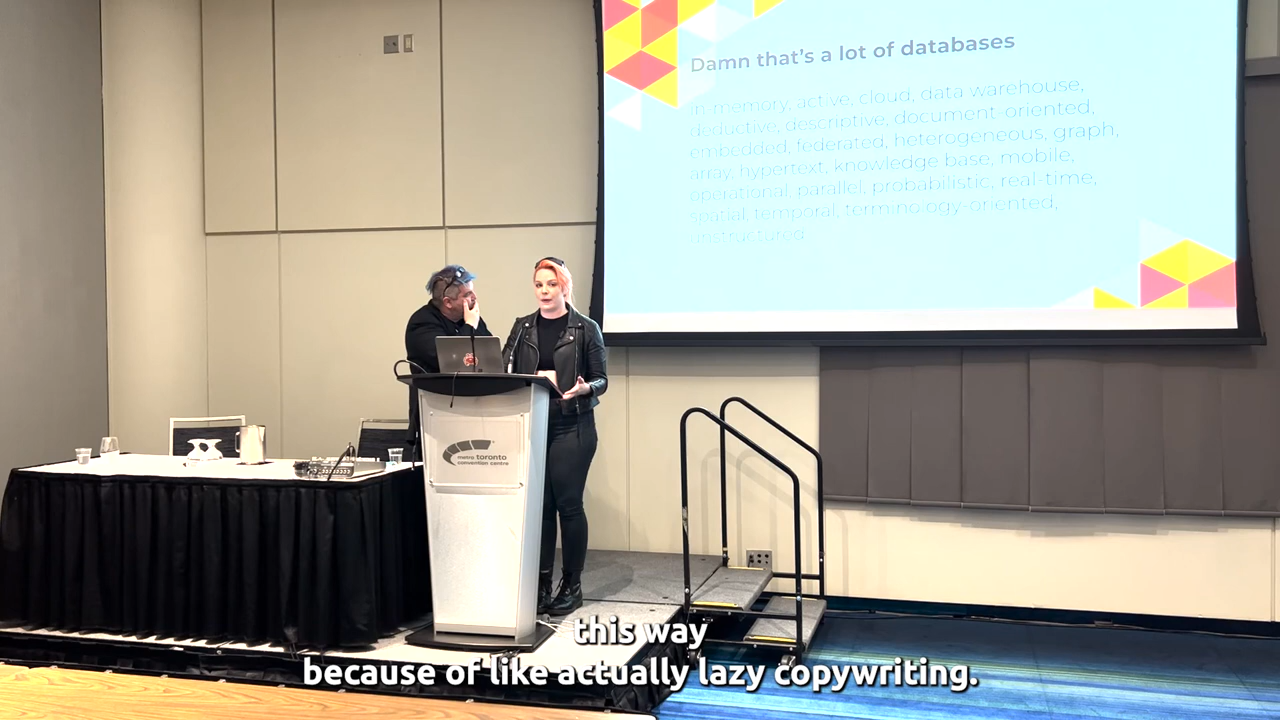 Damn that's a lot of databases
in-memory, active, cloud, data warehouse,
deductive, descriptive, document-oriented,
embedded, federated, heterogeneous, graph,
array, hypertext, knowledge base, mobile,
operational, parallel, probabilistic, real-time,
spatial, temporal, terminology-oriented,
unstructured
metro toronto
convention centre
this way
because of like actually lazy copywriting.